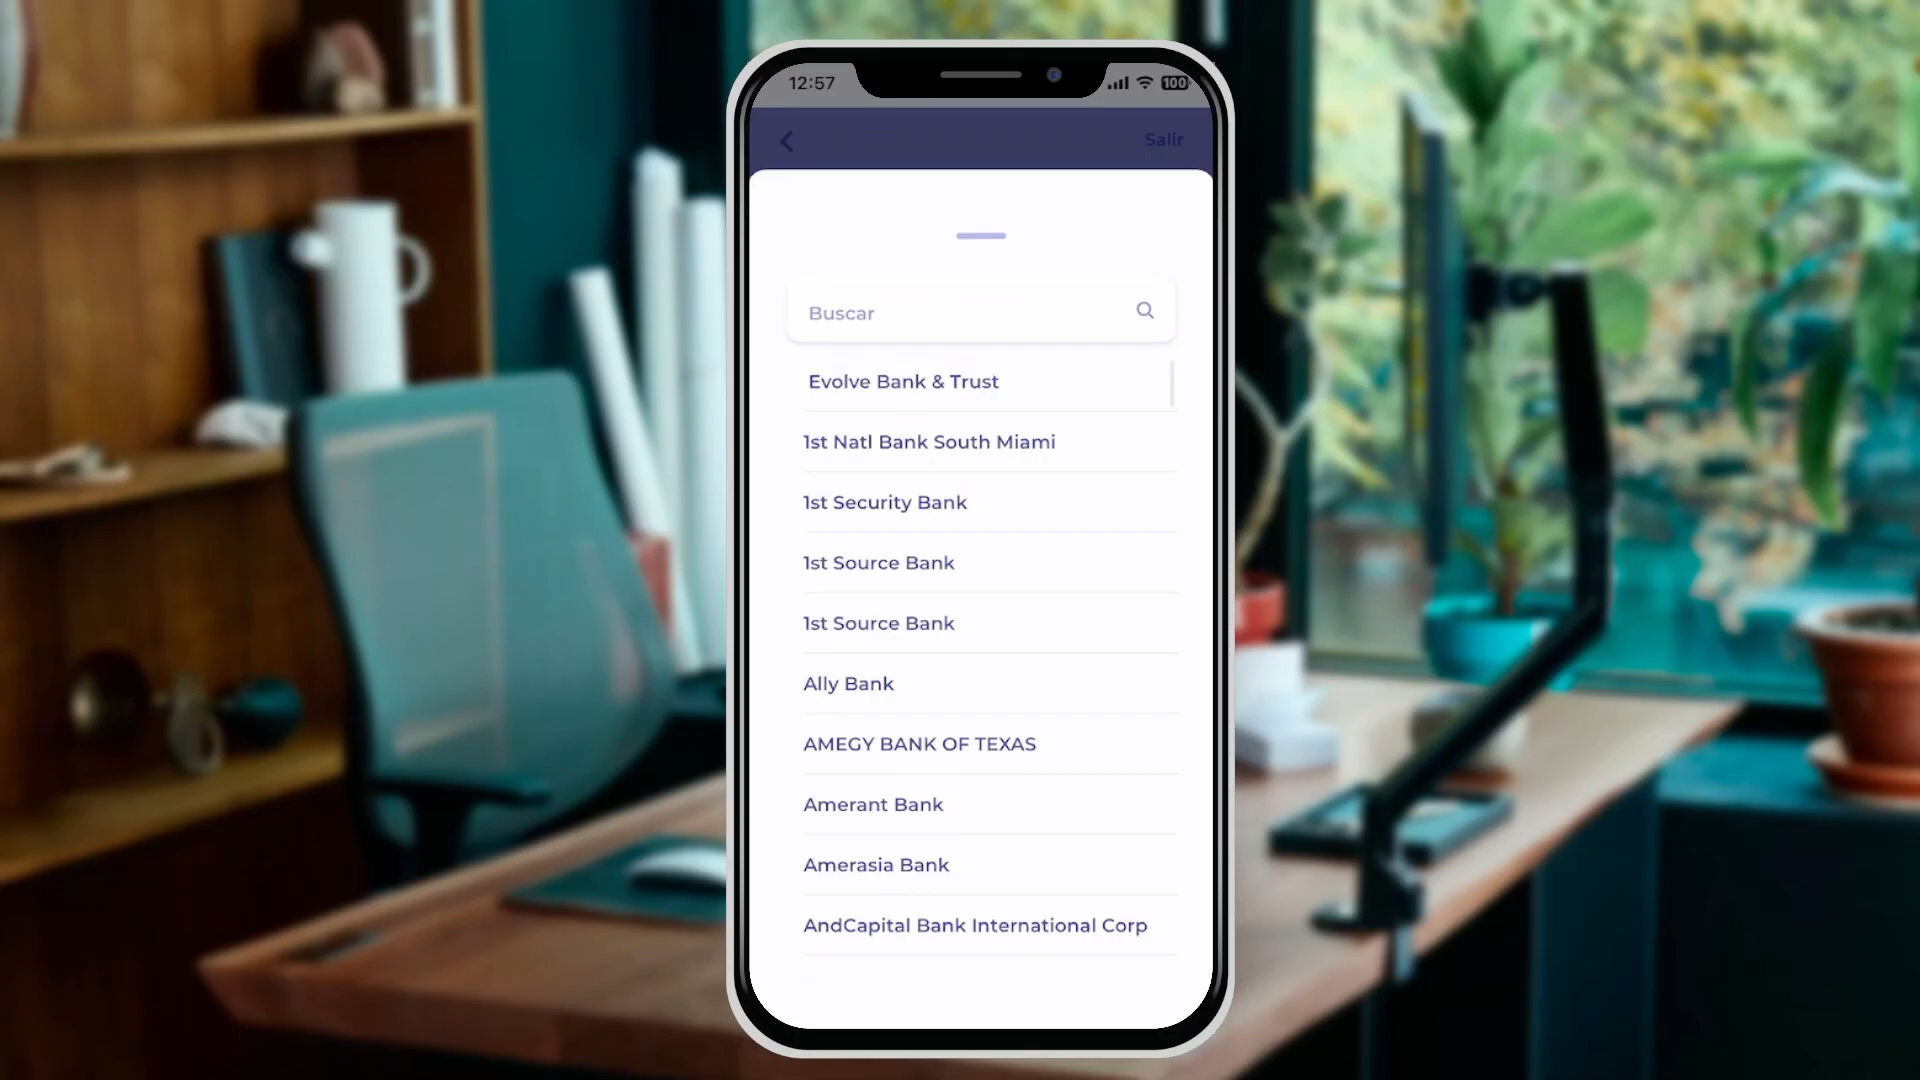 12:57
100
Salir
Buscar
Evolve Bank & Trust
1st Natl Bank South Miami
1st Security Bank
1st Source Bank
1st Source Bank
Ally Bank
AMEGY BANK OF TEXAS
Amerant Bank
Amerasia Bank
AndCapital Bank International Corp